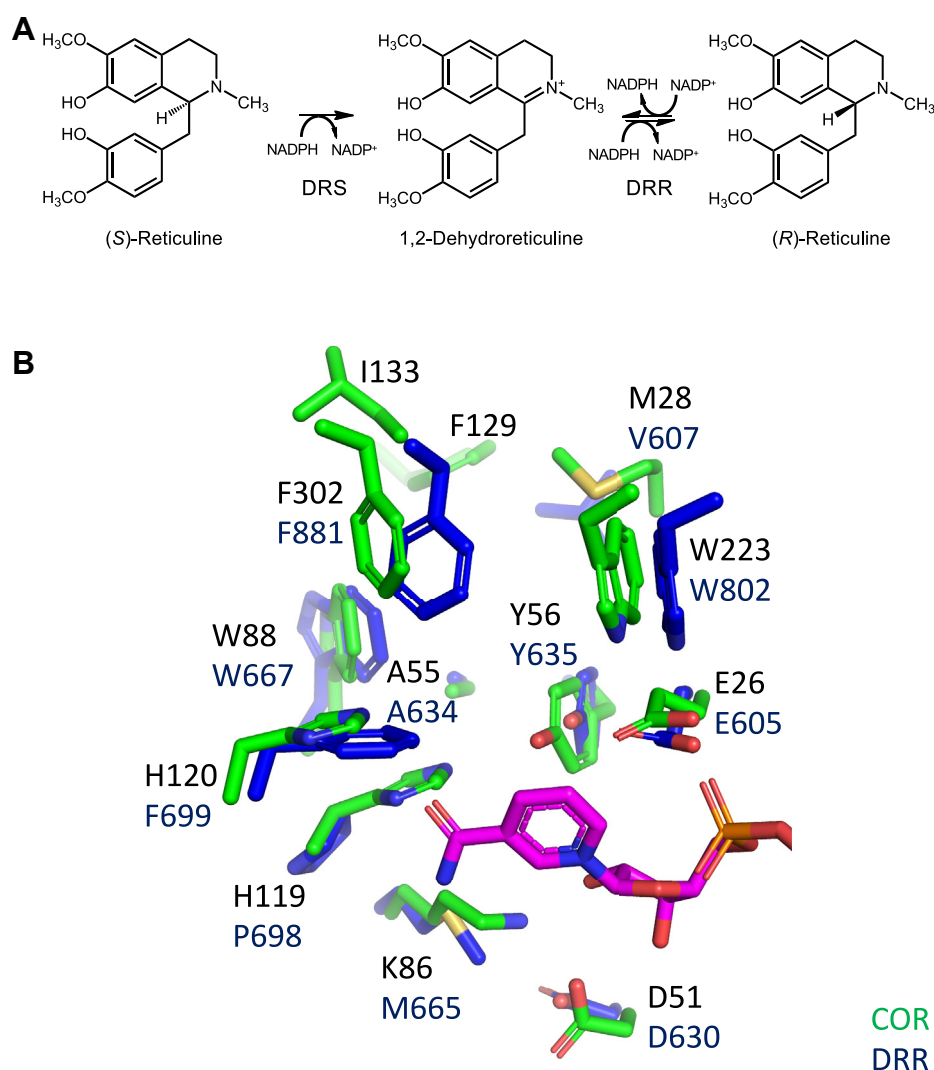 A
H₃CO
HO
N
CH₃
H
HO
H₃CO
(S)-Reticuline
NADPH NADP⁺
DRS
H₃CO
HO
N⁺
CH₃
HO
H₃CO
1,2-Dehydroreticuline
NADPH NADP⁺
NADPH NADP⁺
DRR
H₃CO
HO
N
CH₃
H
HO
H₃CO
(R)-Reticuline
B
I133
F129
M28
V607
F302
F881
W223
W802
Y56
Y635
W88
W667
A55
A634
E26
E605
H120
F699
H119
P698
K86
M665
D51
D630
COR
DRR